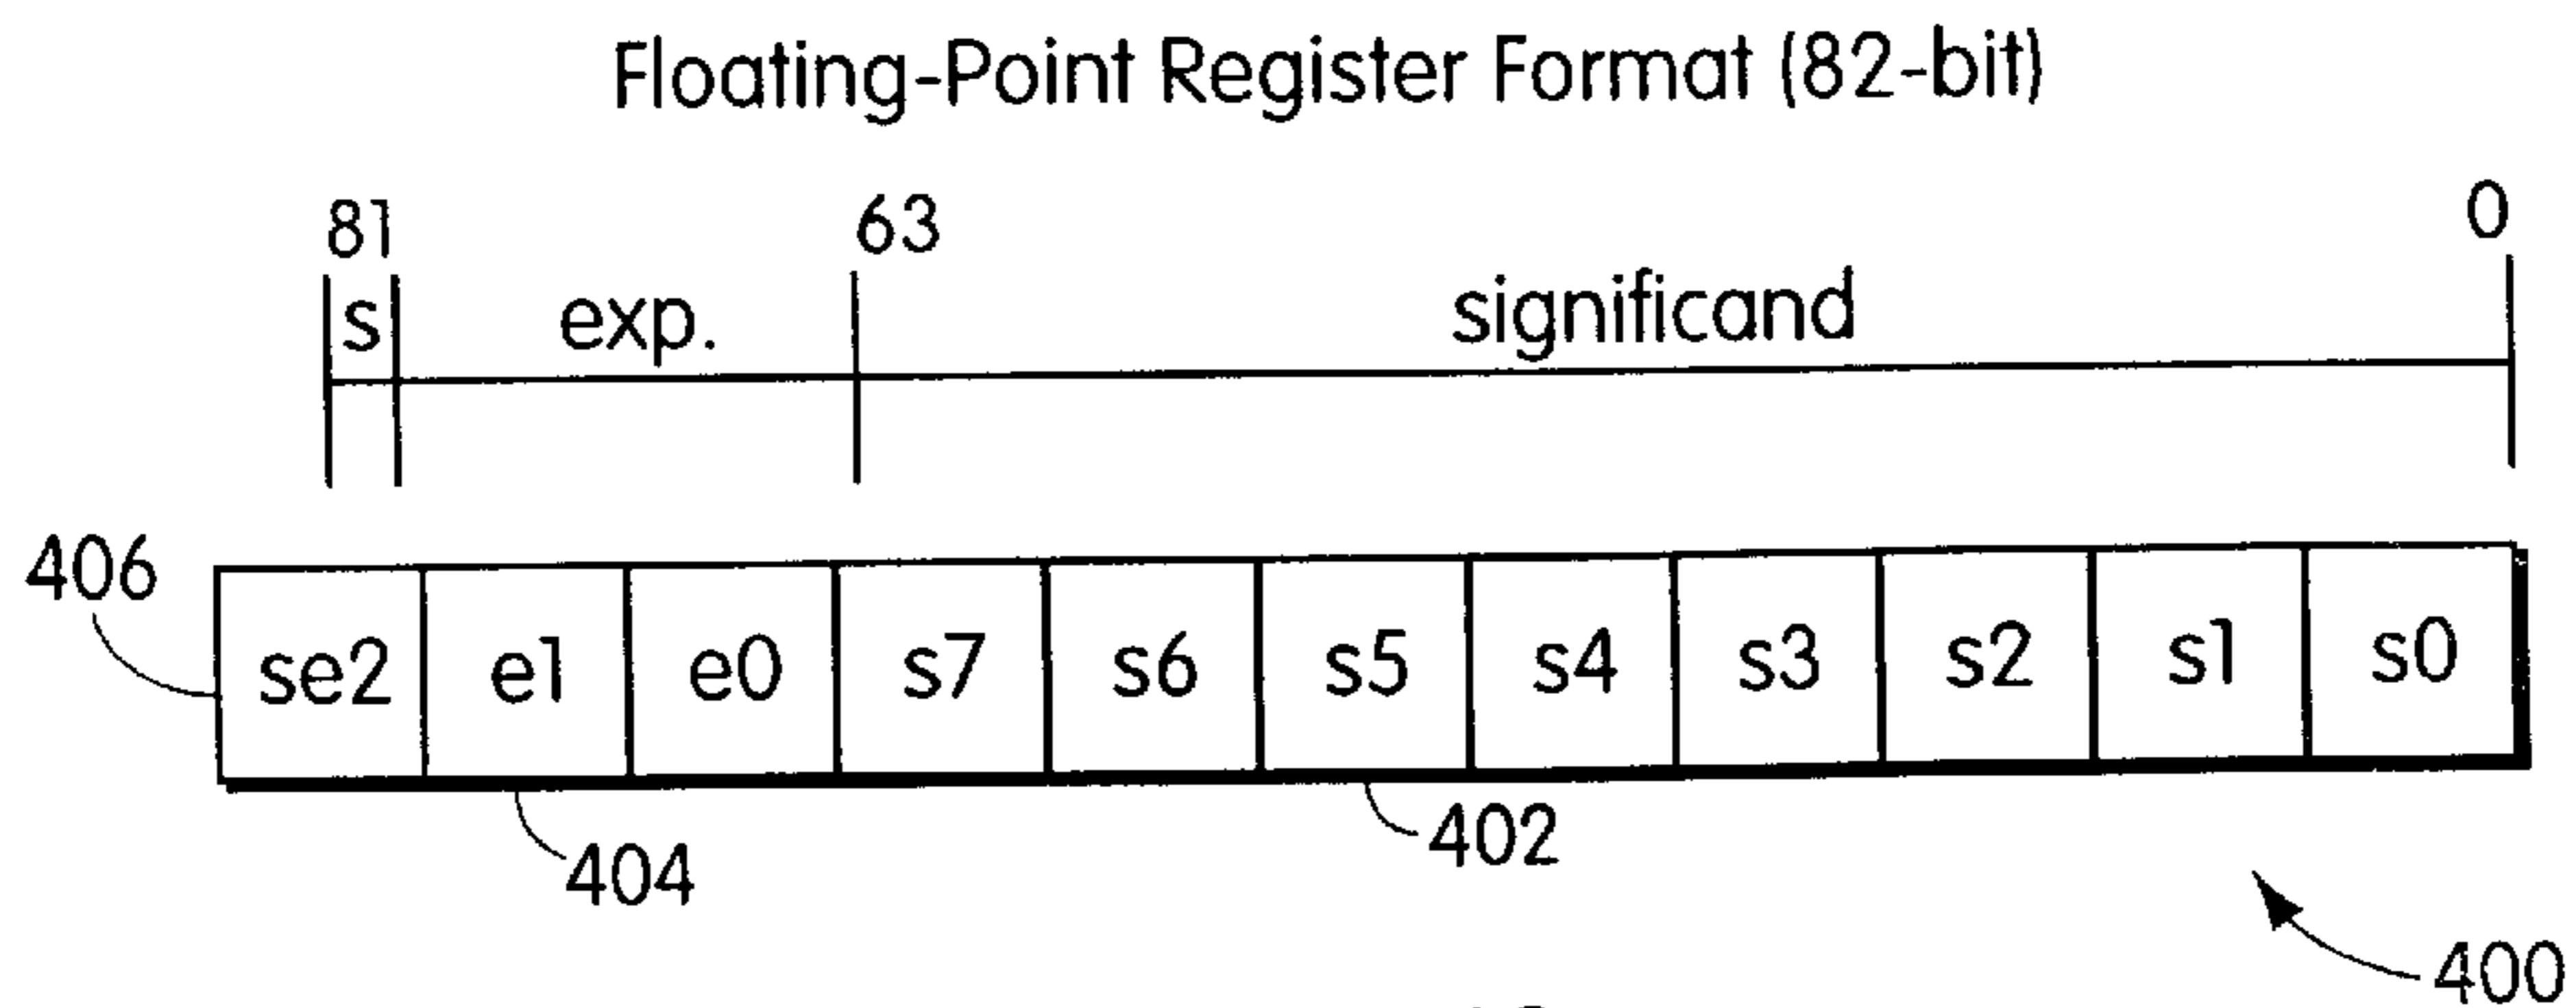 Floating-Point Register Format (82-bit)
81 63 0
s exp. significand
406
se2 e1 e0 s7 s6 s5 s4 s3 s2 s1 s0
404 402
400